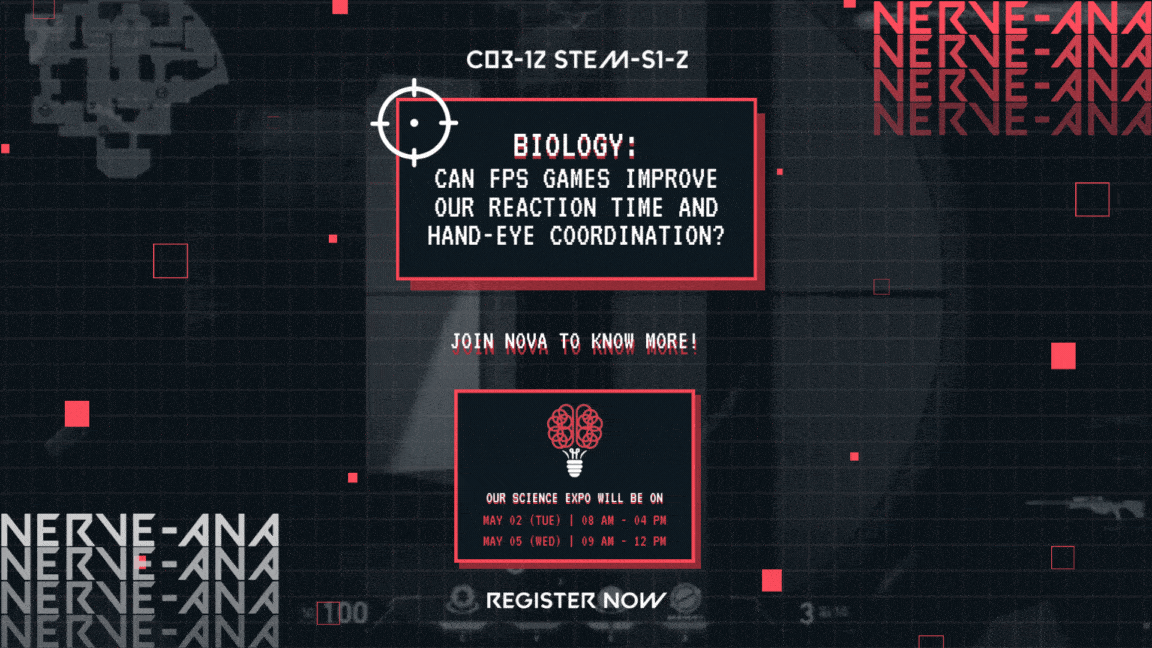 NERVE-ANA
NERVE-ANA
NERVE-ANA
NERVE-ANA
C03-12 STEM-S1-2
BIOLOGY:
CAN FPS GAMES IMPROVE
OUR REACTION TIME AND
HAND-EYE COORDINATION?
JOIN NOVA TO KNOW MORE!
OUR SCIENCE EXPO WILL BE ON
MAY 02 (TUE) | 08 AM - 04 PM
MAY 05 (WED) | 09 AM - 12 PM
NERVE-ANA
NERVE-ANA
NERVE-ANA
NERVE-ANA
100
REGISTER NOW
3